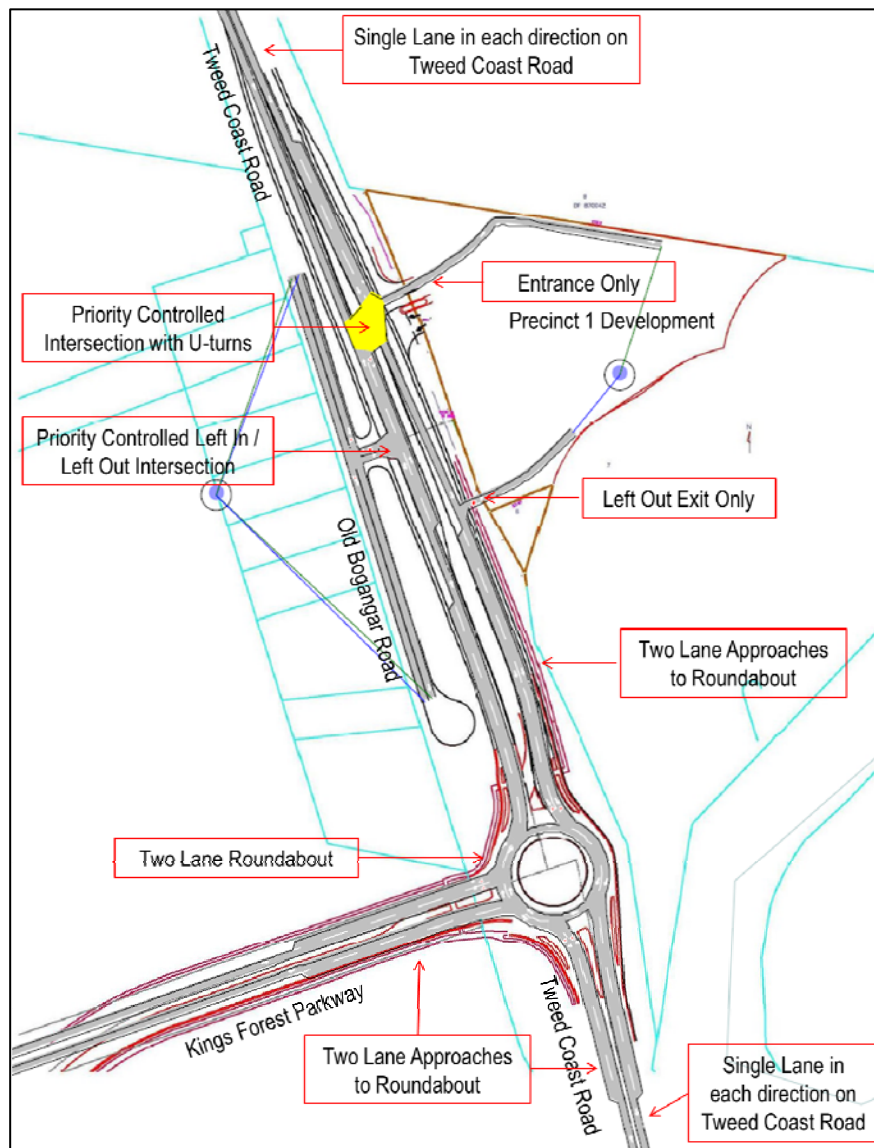 Single Lane in each direction on
Tweed Coast Road
Tweed Coast Road
Entrance Only
Precinct 1 Development
Priority Controlled
Intersection with U-turns
Priority Controlled Left In /
Left Out Intersection
N
7
Left Out Exit Only
Old Bogangar Road
Two Lane Approaches
to Roundabout
Two Lane Roundabout
Kings Forest Parkway
Tweed Coast Road
Two Lane Approaches
to Roundabout
Single Lane in
each direction on
Tweed Coast Road